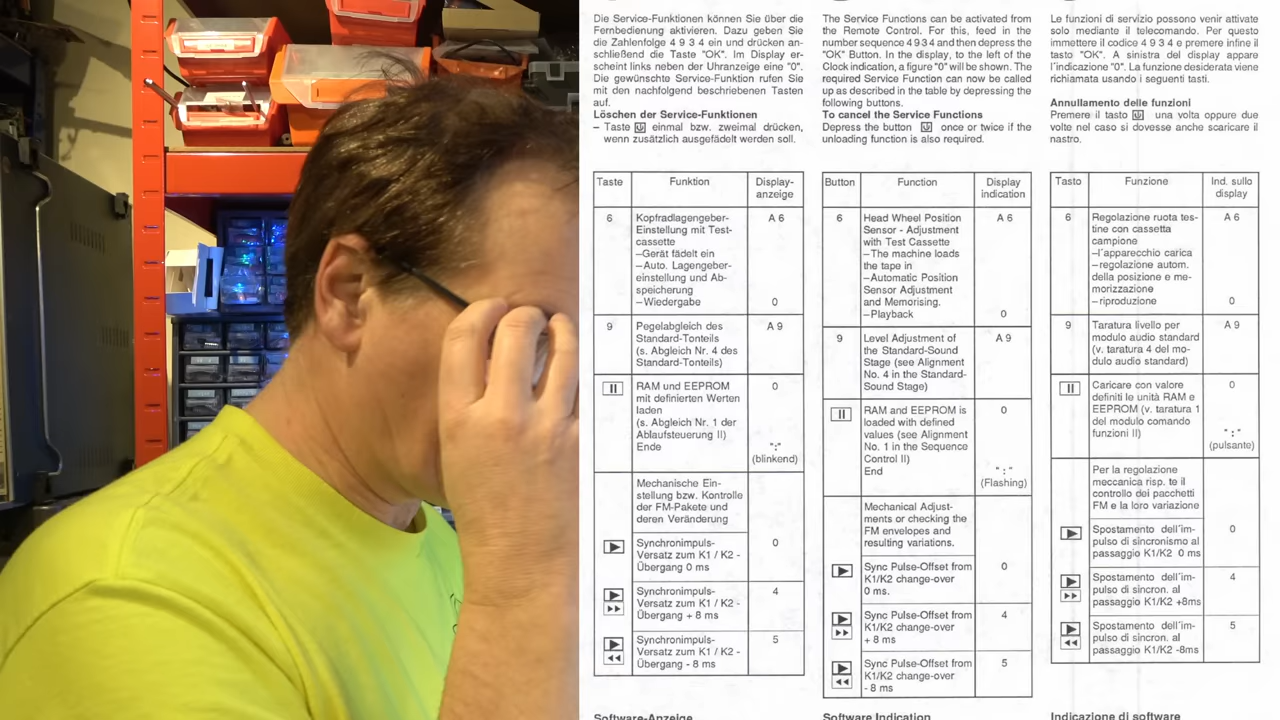 Die Service-Funktionen können Sie über die
Fernbedienung aktivieren. Dazu geben Sie
die Zahlenfolge 4 9 3 4 ein und drücken an-
schließend die Taste "OK". Im Display er-
scheint links neben der Uhranzeige eine "0".
Die gewünschte Service-Funktion rufen Sie
mit den nachfolgend beschriebenen Tasten
auf.
Löschen der Service-Funktionen
– Taste einmal bzw. zweimal drücken,
wenn zusätzlich ausgefädelt werden soll.
Taste Funktion Display-
anzeige
6 Kopfradlagengeber- A 6
Einstellung mit Test-
cassette
–Gerät fädelt ein
–Auto. Lagengeber-
einstellung und Ab-
speicherung
–Wiedergabe 0
9 Pegelabgleich des A 9
Standard-Tonteils
(s. Abgleich Nr. 4 des
Standard-Tonteils)
RAM und EEPROM 0
mit definierten Werten
laden
(s. Abgleich Nr. 1 der
Ablaufsteuerung II)
Ende ":"
(blinkend)
Mechanische Ein-
stellung bzw. Kontrolle
der FM-Pakete und
deren Veränderung
Synchronimpuls- 0
Versatz zum K1 / K2 -
Übergang 0 ms
Synchronimpuls- 4
Versatz zum K1 / K2 -
Übergang + 8 ms
Synchronimpuls- 5
Versatz zum K1 / K2 -
Übergang - 8 ms
Software-Anzeige
The Service Functions can be activated from
the Remote Control. For this, feed in the
number sequence 4 9 3 4 and then depress the
"OK" Button. In the display, to the left of the
Clock indication, a figure "0" will be shown. The
required Service Function can now be called
up as described in the table by depressing the
following buttons.
To cancel the Service Functions
Depress the button once or twice if the
unloading function is also required.
Button Function Display
indication
6 Head Wheel Position A 6
Sensor - Adjustment
with Test Cassette
–The machine loads
the tape in
–Automatic Position
Sensor Adjustment
and Memorising.
–Playback 0
9 Level Adjustment of A 9
the Standard-Sound
Stage (see Alignment
No. 4 in the Standard-
Sound Stage)
RAM and EEPROM is 0
loaded with defined
values (see Alignment
No. 1 in the Sequence
Control II)
End ":"
(Flashing)
Mechanical Adjust-
ments or checking the
FM envelopes and
resulting variations.
Sync Pulse-Offset from 0
K1/K2 change-over
0 ms.
Sync Pulse-Offset from 4
K1/K2 change-over
+ 8 ms
Sync Pulse-Offset from 5
K1/K2 change-over
- 8 ms
Software Indication
Le funzioni di servizio possono venir attivate
solo mediante il telecomando. Per questo
immettere il codice 4 9 3 4 e premere infine il
tasto "OK". A sinistra del display appare
l´indicazione "0". La funzione desiderata viene
richiamata usando i seguenti tasti.
Annullamento delle funzioni
Premere il tasto una volta oppure due
volte nel caso si dovesse anche scaricare il
nastro.
Tasto Funzione Ind. sullo
display
6 Regolazione ruota tes- A 6
tine con cassetta
campione
–l´apparecchio carica
–regolazione autom.
della posizione e me-
morizzazione
–riproduzione 0
9 Taratura livello per A 9
modulo audio standard
(v. taratura 4 del mo-
dulo audio standard)
Caricare con valore 0
definiti le unità RAM e
EEPROM (v. taratura 1
del modulo comando
funzioni II) ":"
(pulsante)
Per la regolazione
meccanica risp. te il
controllo dei pacchetti
FM e la loro variazione
Spostamento dell´im- 0
pulso di sincronismo al
passaggio K1/K2 0 ms
Spostamento dell´im- 4
pulso di sincron. al
passaggio K1/K2 +8ms
Spostamento dell´im- 5
pulso di sincron. al
passaggio K1/K2 -8ms
Indicazione di software